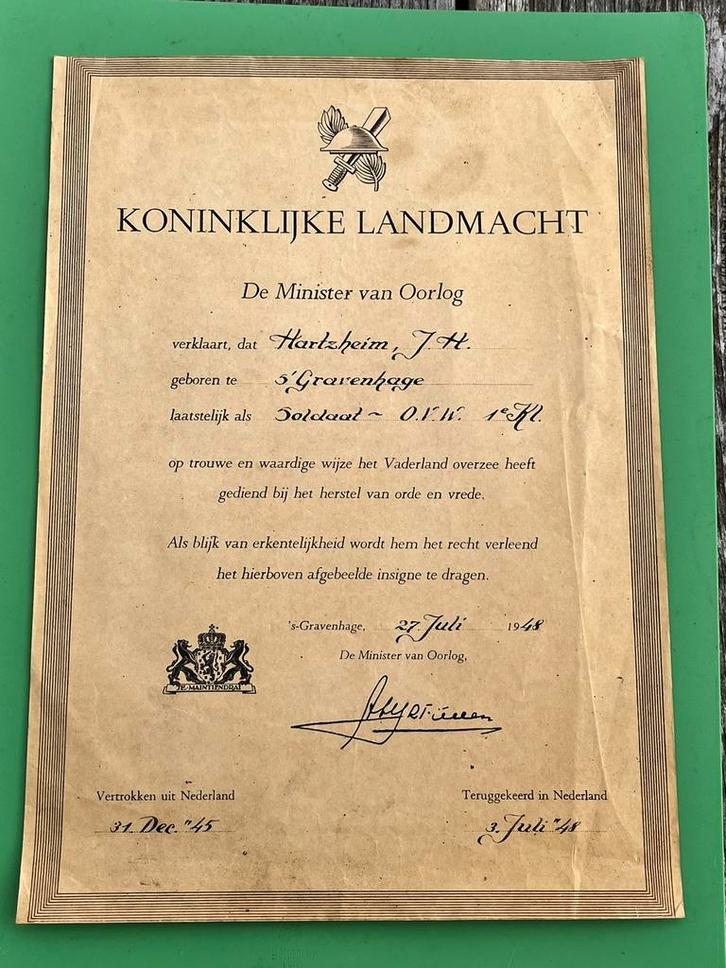 KONINKLIJKE LANDMACHT
De Minister van Oorlog
verklaart, dat Hartzheim, J.H.
geboren te s'Gravenhage
laatstelijk als Soldaat ~ O.V.W. 1e Kl.
op trouwe en waardige wijze het Vaderland overzee heeft
gediend bij het herstel van orde en vrede.
Als blijk van erkentelijkheid wordt hem het recht verleend
het hierboven afgebeelde insigne te dragen.
's-Gravenhage, 27 Juli 1948
De Minister van Oorlog,
JE·MAINTIENDRAI
Vertrokken uit Nederland
31 Dec. "45
Teruggekeerd in Nederland
3. Juli "48